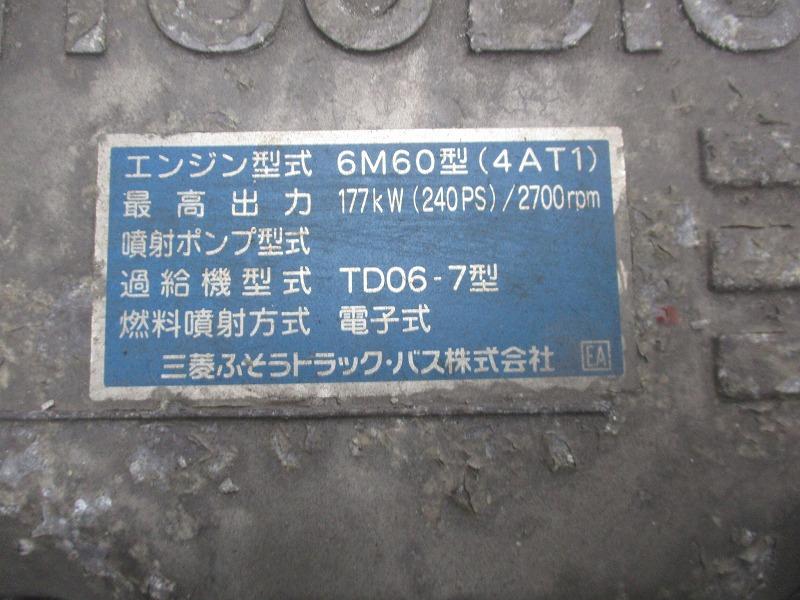 エンジン型式 6M60型(4AT1)
最高出力 177kW(240PS)/2700rpm
噴射ポンプ型式
過給機型式 TD06-7型
燃料噴射方式 電子式
三菱ふそうトラック・バス株式会社 EA